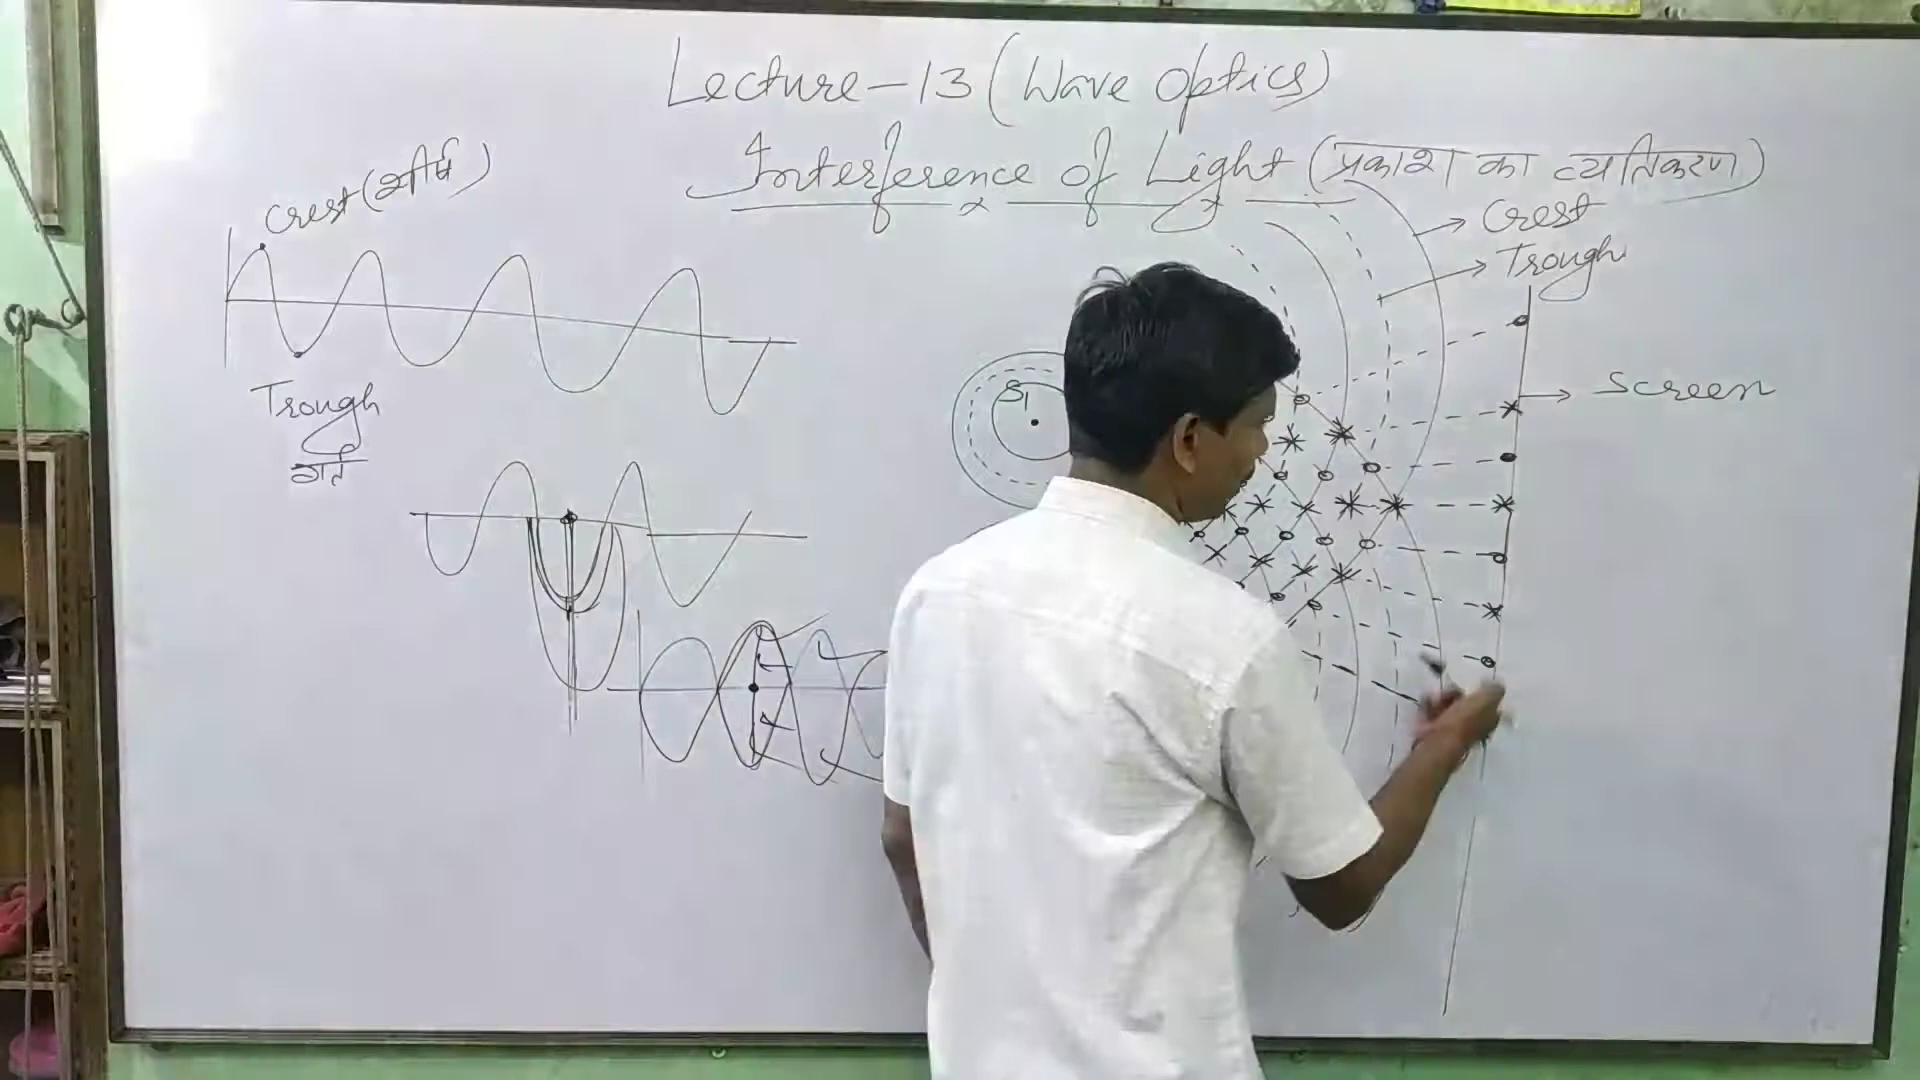 Lecture-13 (Wave Optics)
Interference of Light (प्रकाश का व्यतिकरण)
Crest (शीर्ष)
Crest
Trough
Screen
S1
Trough
गर्त